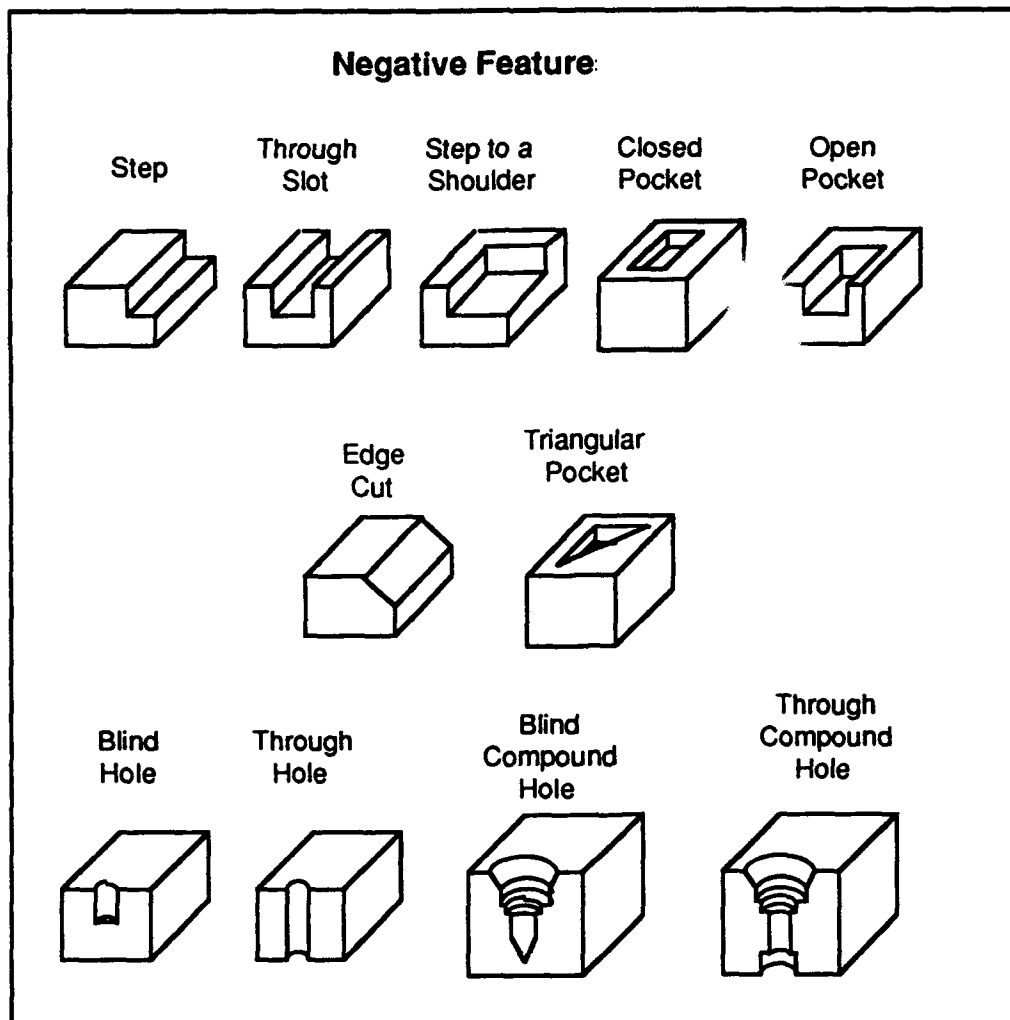 Negative Feature:
Step
Through
Slot
Step to a
Shoulder
Closed
Pocket
Open
Pocket
Edge
Cut
Triangular
Pocket
Blind
Hole
Through
Hole
Blind
Compound
Hole
Through
Compound
Hole